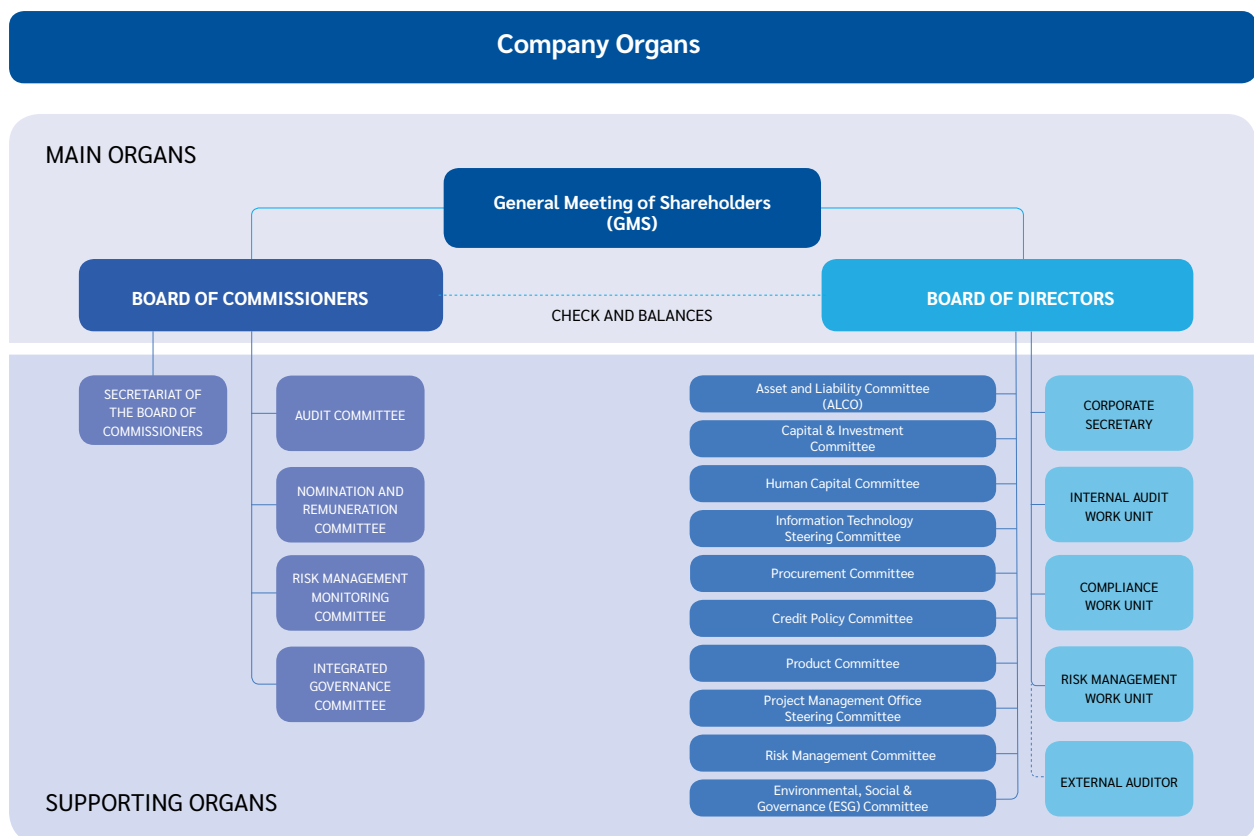 Company Organs
MAIN ORGANS
General Meeting of Shareholders
(GMS)
BOARD OF COMMISSIONERS
CHECK AND BALANCES
BOARD OF DIRECTORS
SECRETARIAT OF
THE BOARD OF
COMMISSIONERS
AUDIT COMMITTEE
NOMINATION AND
REMUNERATION
COMMITTEE
RISK MANAGEMENT
MONITORING
COMMITTEE
INTEGRATED
GOVERNANCE
COMMITTEE
Asset and Liability Committee
(ALCO)
Capital & Investment
Committee
Human Capital Committee
Information Technology
Steering Committee
Procurement Committee
Credit Policy Committee
Product Committee
Project Management Office
Steering Committee
Risk Management Committee
Environmental, Social &
Governance (ESG) Committee
CORPORATE
SECRETARY
INTERNAL AUDIT
WORK UNIT
COMPLIANCE
WORK UNIT
RISK MANAGEMENT
WORK UNIT
EXTERNAL AUDITOR
SUPPORTING ORGANS